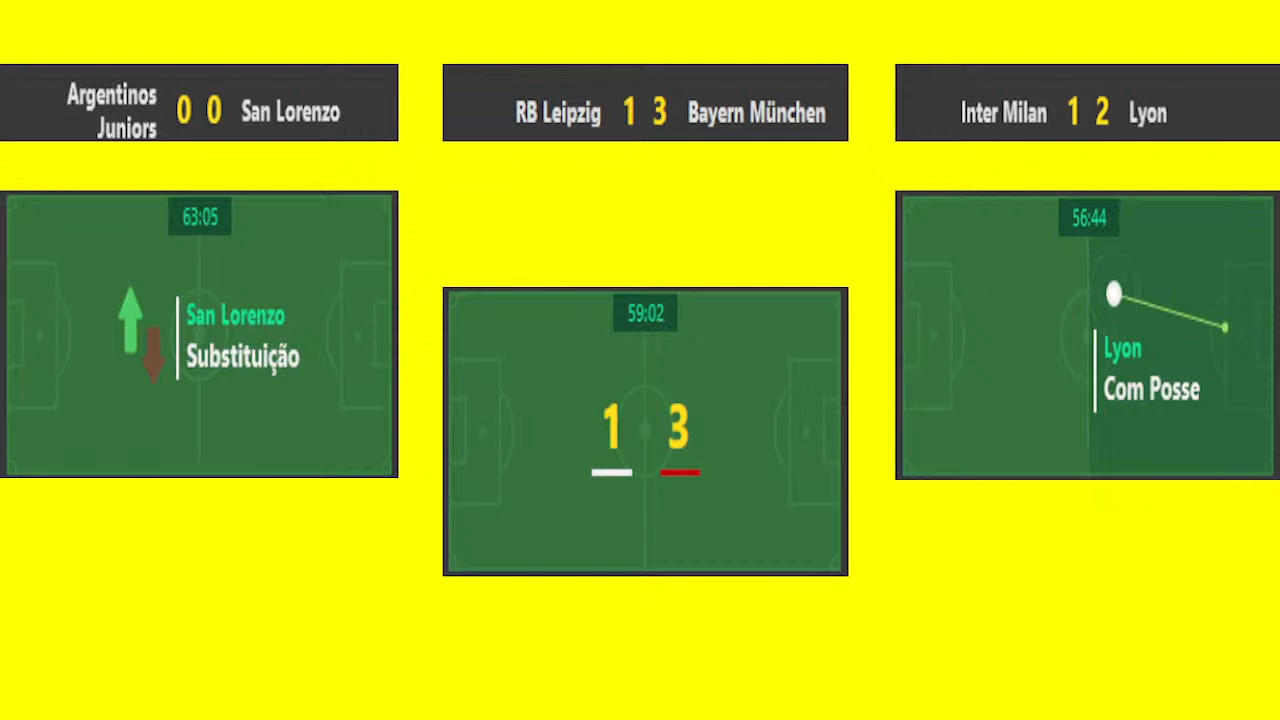 Argentinos
Juniors
0 0
San Lorenzo
RB Leipzig 1 3 Bayern München
Inter Milan 1 2 Lyon
63:05
San Lorenzo
Substituição
59:02
1 3
56:44
Lyon
Com Posse